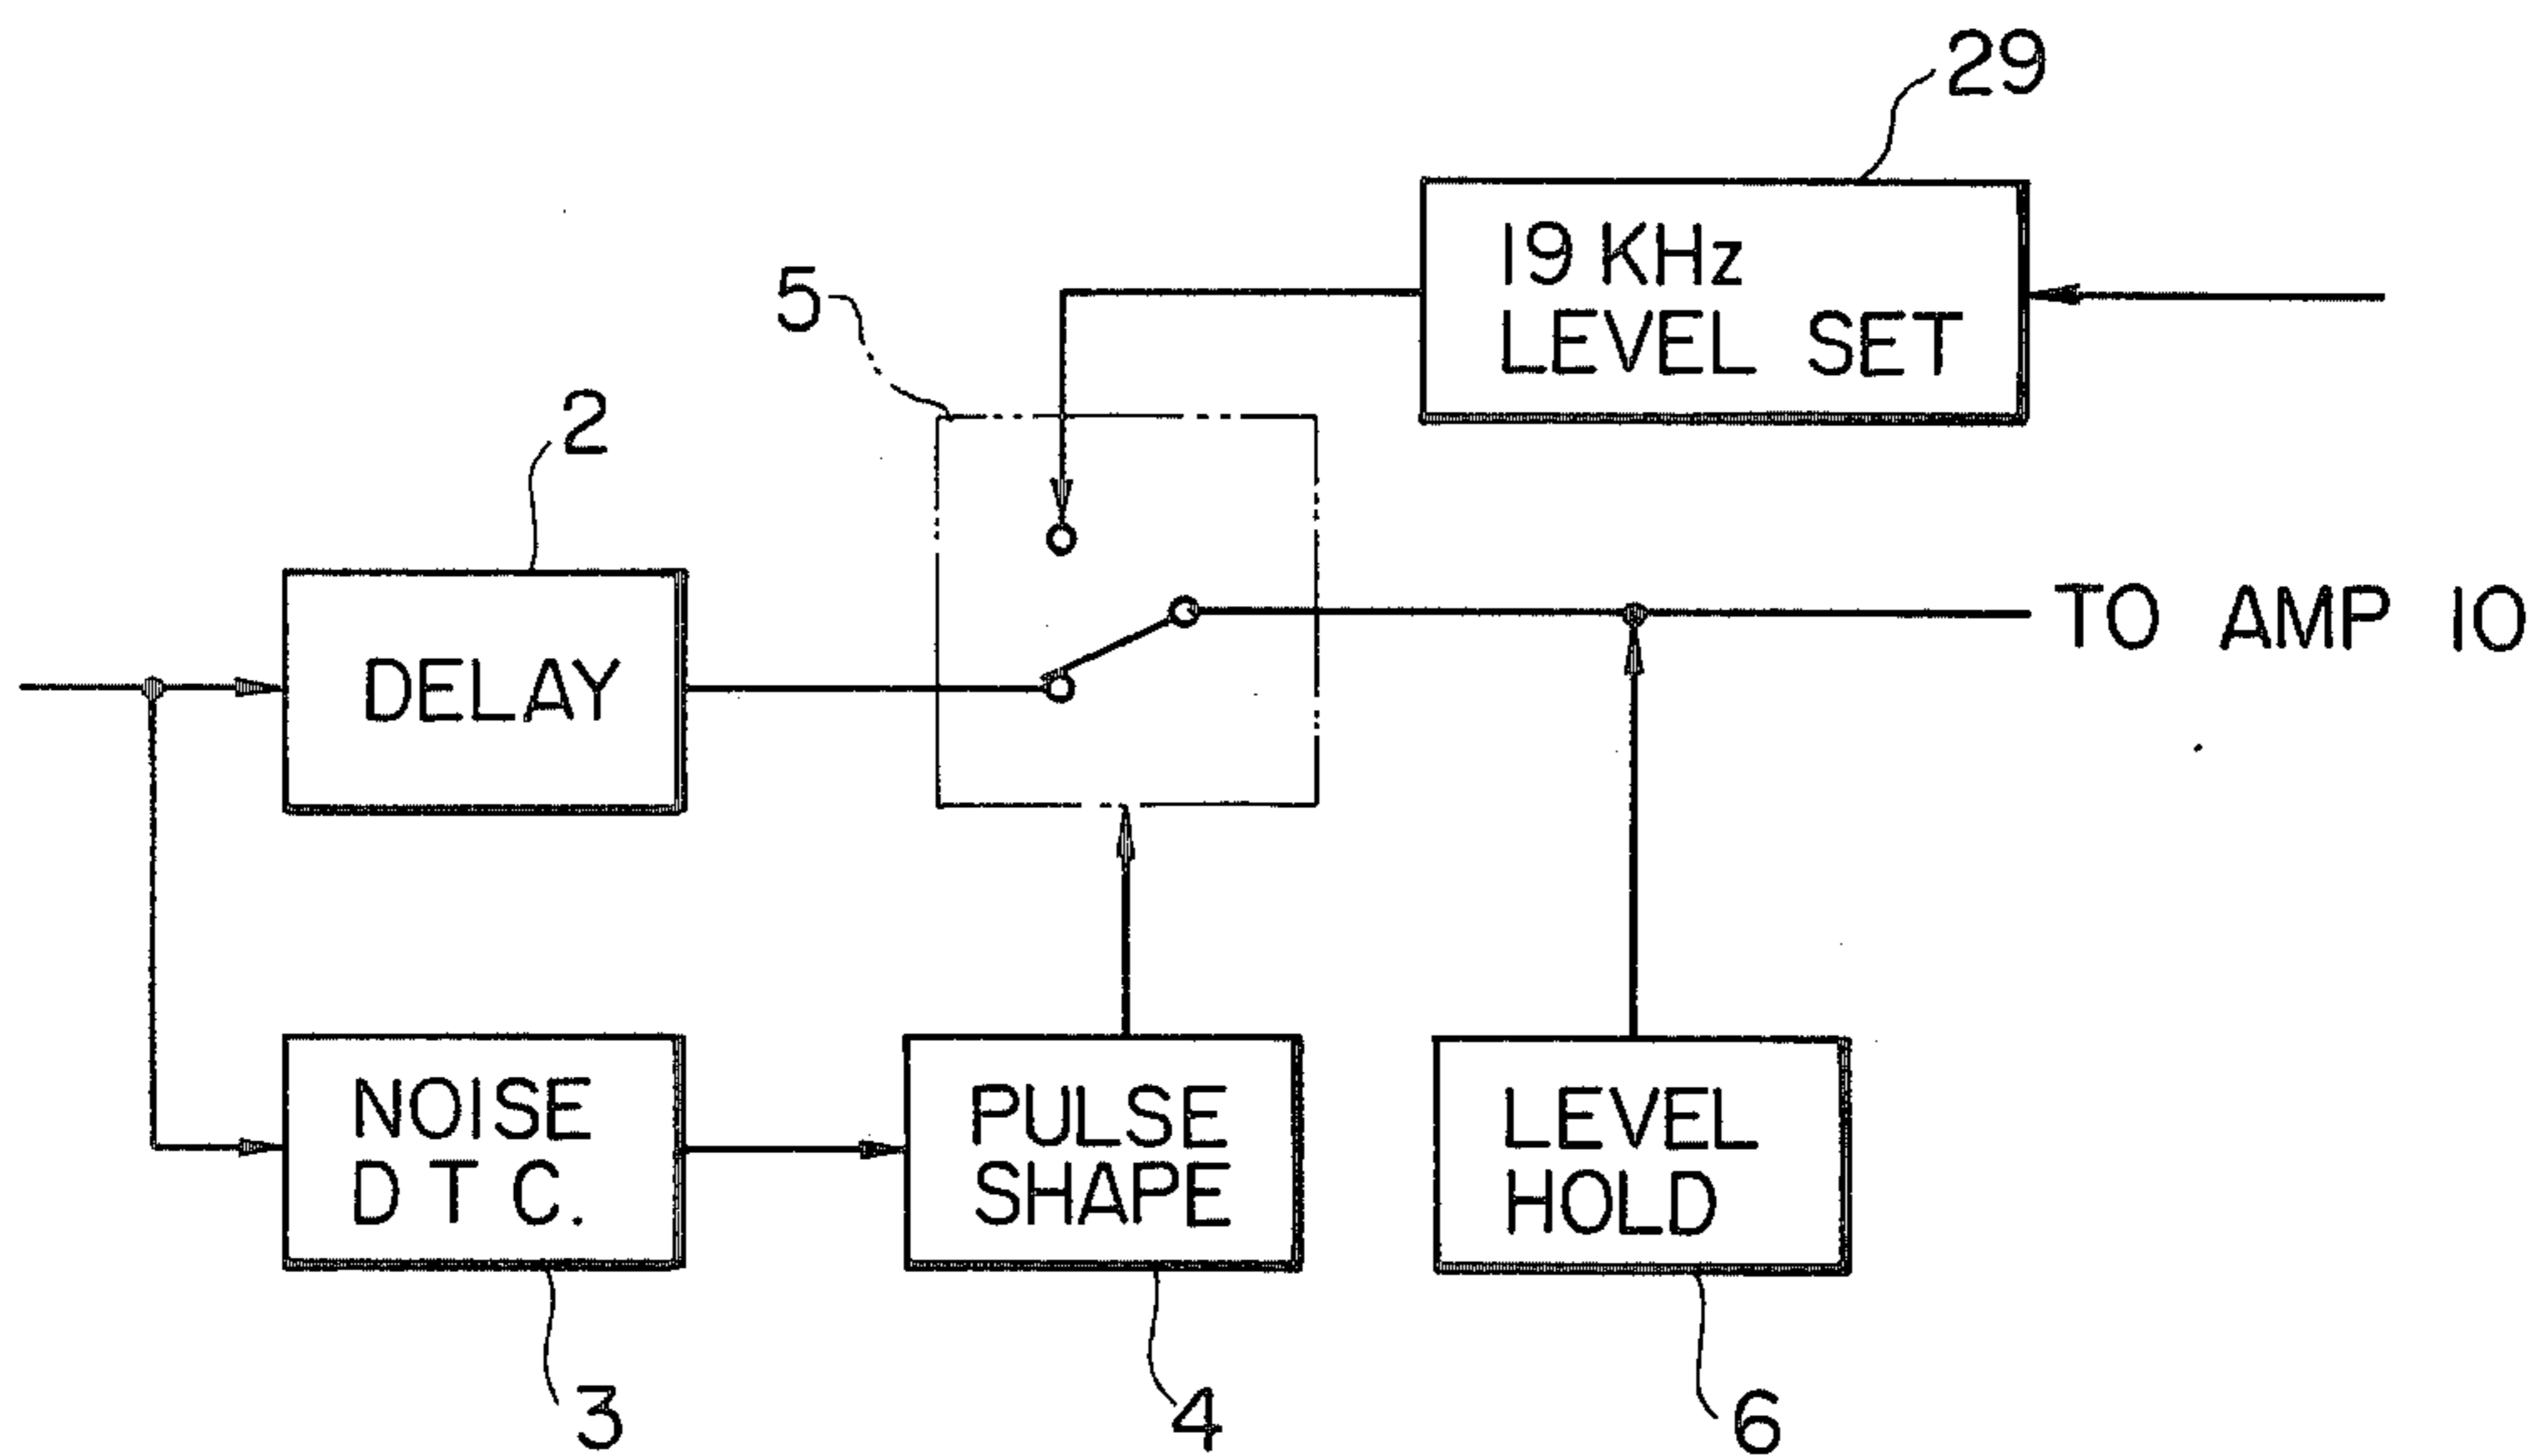 29
19 KHz
LEVEL SET
5
2
TO AMP 10
DELAY
NOISE
D T C.
PULSE
SHAPE
LEVEL
HOLD
3
4
6